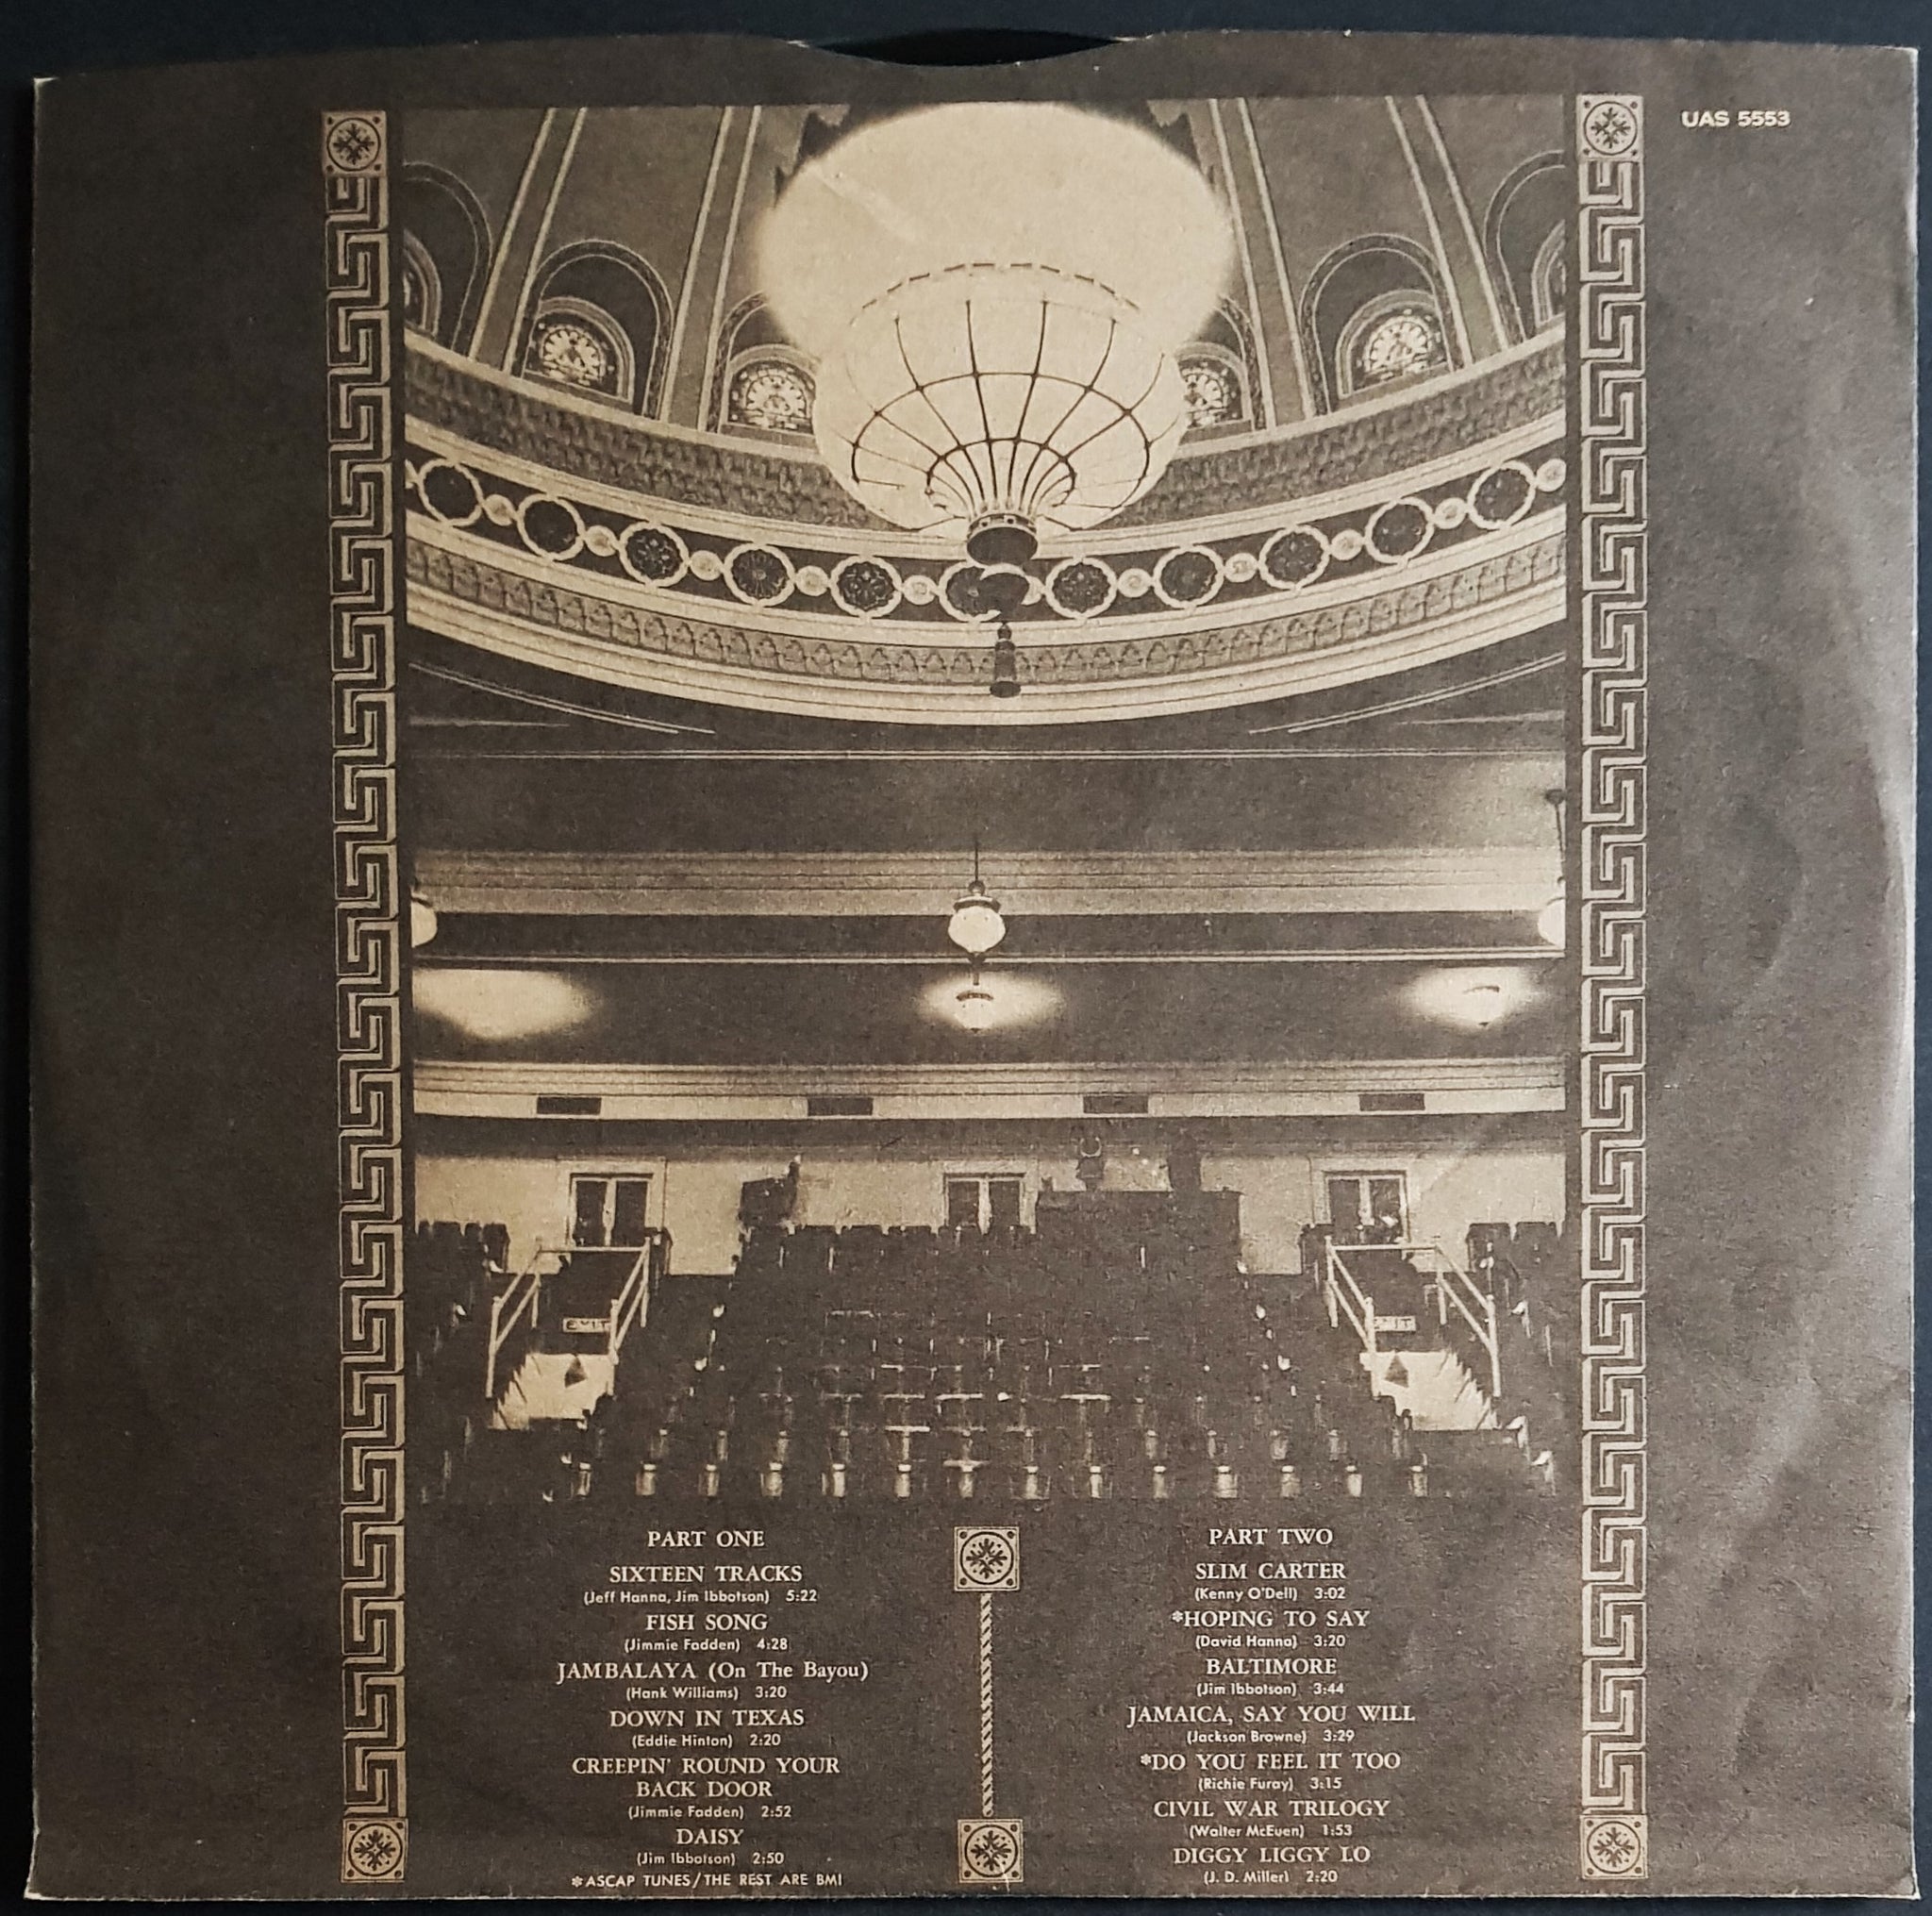 UAS 5553
PART ONE
SIXTEEN TRACKS
(Jeff Hanna, Jim Ibbotson) 5:22
FISH SONG
(Jimmie Fadden) 4:28
JAMBALAYA (On The Bayou)
(Hank Williams) 3:20
DOWN IN TEXAS
(Eddie Hinton) 2:20
CREEPIN' ROUND YOUR
BACK DOOR
(Jimmie Fadden) 2:52
DAISY
(Jim Ibbotson) 2:50
*ASCAP TUNES/THE REST ARE BMI
PART TWO
SLIM CARTER
(Kenny O'Dell) 3:02
*HOPING TO SAY
(David Hanna) 3:20
BALTIMORE
(Jim Ibbotson) 3:44
JAMAICA, SAY YOU WILL
(Jackson Browne) 3:29
*DO YOU FEEL IT TOO
(Richie Furay) 3:15
CIVIL WAR TRILOGY
(Walter McEuen) 1:53
DIGGY LIGGY LO
(J. D. Miller) 2:20